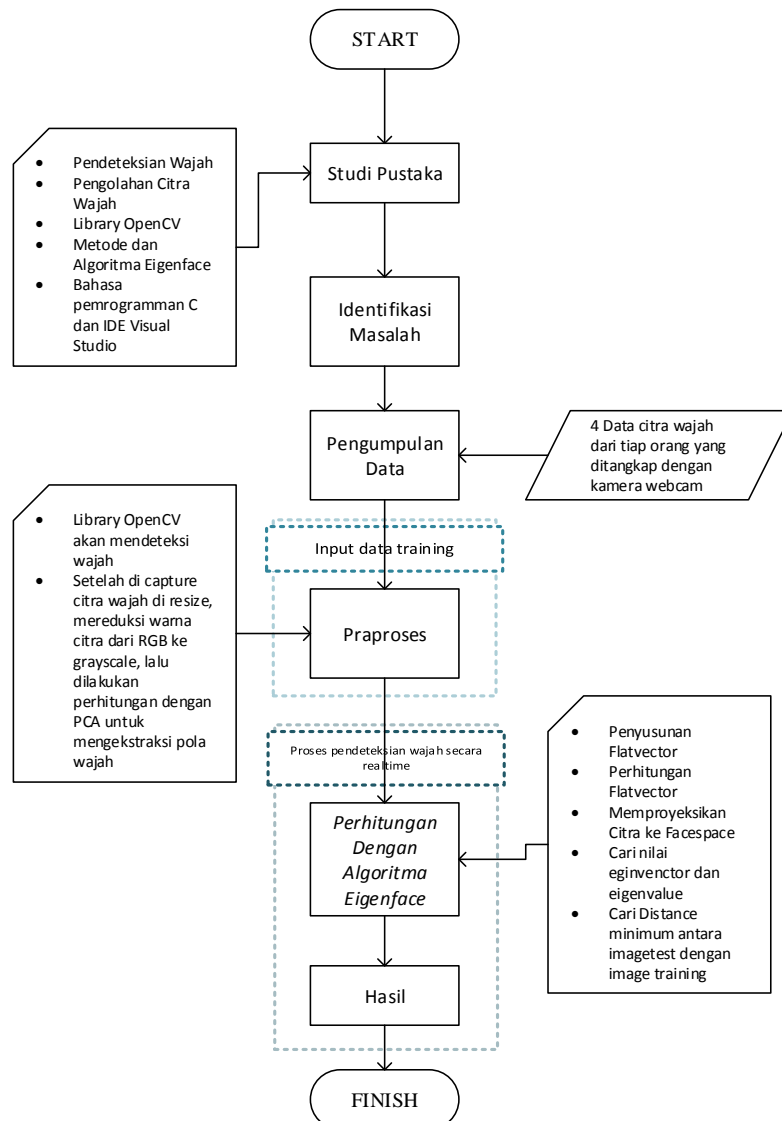 START
• Pendeteksian Wajah
• Pengolahan Citra
Wajah
• Library OpenCV
• Metode dan
Algoritma Eigenface
• Bahasa
pemrogramman C
dan IDE Visual
Studio
Studi Pustaka
Identifikasi
Masalah
Pengumpulan
Data
4 Data citra wajah
dari tiap orang yang
ditangkap dengan
kamera webcam
• Library OpenCV
akan mendeteksi
wajah
• Setelah di capture
citra wajah di resize,
mereduksi warna
citra dari RGB ke
grayscale, lalu
dilakukan
perhitungan dengan
PCA untuk
mengekstraksi pola
wajah
Input data training
Praproses
Proses pendeteksian wajah secara
realtime
Perhitungan
Dengan
Algoritma
Eigenface
• Penyusunan
Flatvector
• Perhitungan
Flatvector
• Memproyeksikan
Citra ke Facespace
• Cari nilai
eginvenctor dan
eigenvalue
• Cari Distance
minimum antara
imagetest dengan
image training
Hasil
FINISH